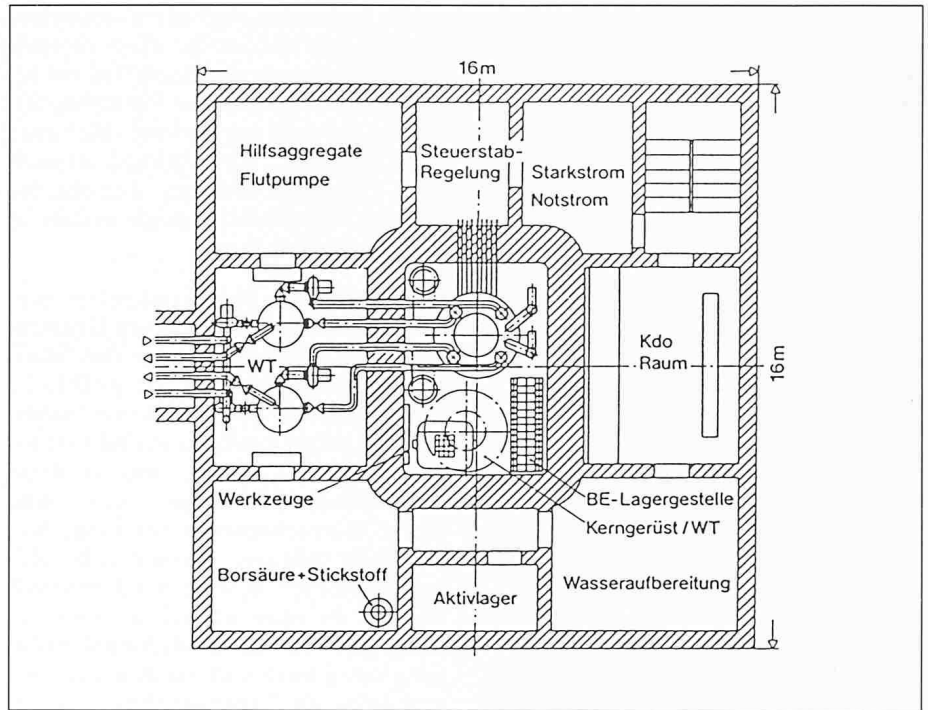 16m
Hilfsaggregate
Flutpumpe
Steuerstab-
Regelung
Starkstrom
Notstrom
WT
Kdo
Raum
16m
Werkzeuge
BE-Lagergestelle
Kerngerüst/WT
Borsäure+Stickstoff
Aktivlager
Wasseraufbereitung